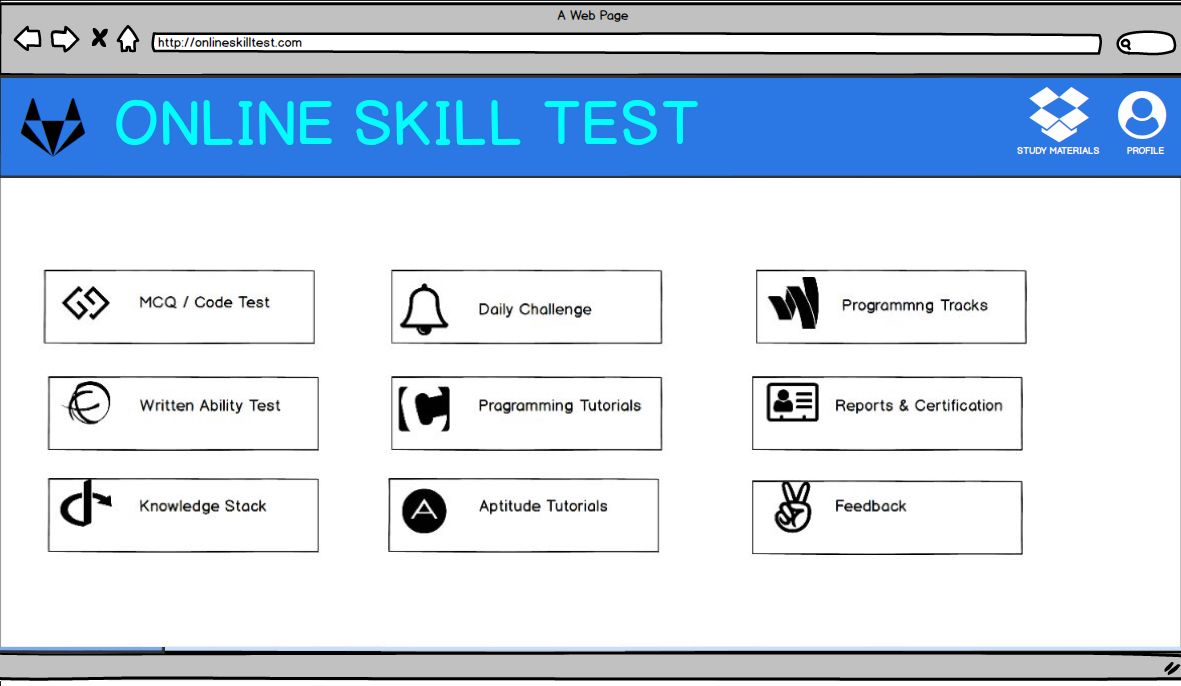 A Web Page
http://onlineskilltest.com
ONLINE SKILL TEST
STUDY MATERIALS
PROFILE
MCQ / Code Test
Daily Challenge
Programmng Tracks
Written Ability Test
Programming Tutorials
Reports & Certification
Knowledge Stack
Aptitude Tutorials
Feedback